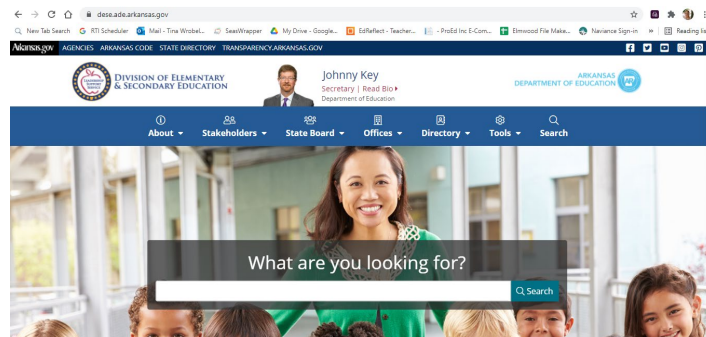 dese.ade.arkansas.gov
New Tab Search RTI Scheduler Mail - Tina Wrobel... SeasWrapper My Drive - Google... EdReflect - Teacher... - ProEd Inc E-Com... Elmwood File Make... Naviance Sign-in » Reading lis
Arkansas.gov AGENCIES ARKANSAS CODE STATE DIRECTORY TRANSPARENCY.ARKANSAS.GOV
DIVISION OF ELEMENTARY
& SECONDARY EDUCATION
Johnny Key
Secretary | Read Bio
Department of Education
ARKANSAS
DEPARTMENT OF EDUCATION
About Stakeholders State Board Offices Directory Tools Search
What are you looking for?
Search